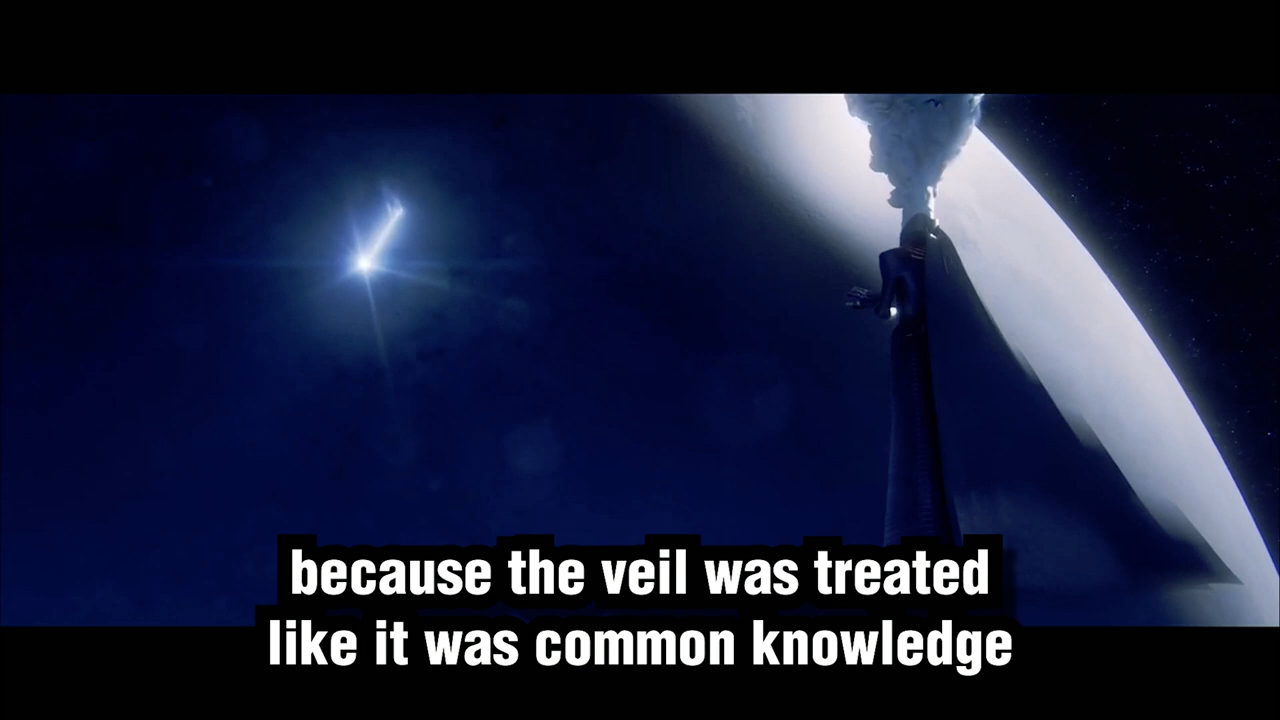 because the veil was treated
like it was common knowledge